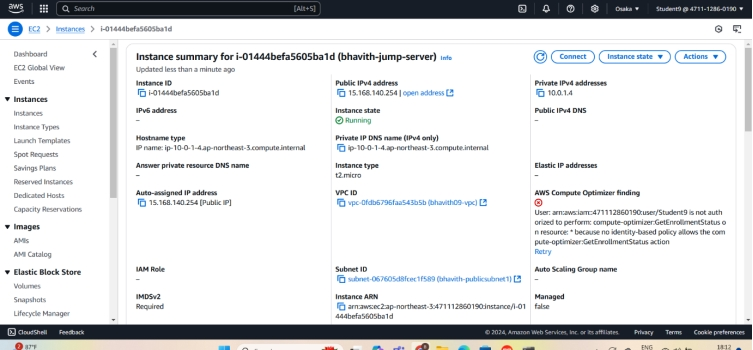 aws
Search
[Alt+S]
Osaka ▼
Student9 @ 4711-1286-0190 ▼
EC2 > Instances > i-01444befa5605ba1d
Dashboard
EC2 Global View
Events
▼ Instances
Instances
Instance Types
Launch Templates
Spot Requests
Savings Plans
Reserved Instances
Dedicated Hosts
Capacity Reservations
▼ Images
AMIs
AMI Catalog
▼ Elastic Block Store
Volumes
Snapshots
Lifecycle Manager
Instance summary for i-01444befa5605ba1d (bhavith-jump-server) Info
Updated less than a minute ago
Connect
Instance state ▼
Actions ▼
Instance ID
i-01444befa5605ba1d
Public IPv4 address
15.168.140.254 | open address
Private IPv4 addresses
10.0.1.4
IPv6 address
–
Instance state
Running
Public IPv4 DNS
–
Hostname type
IP name: ip-10-0-1-4.ap-northeast-3.compute.internal
Private IP DNS name (IPv4 only)
ip-10-0-1-4.ap-northeast-3.compute.internal
Answer private resource DNS name
–
Instance type
t2.micro
Elastic IP addresses
–
Auto-assigned IP address
15.168.140.254 [Public IP]
VPC ID
vpc-0fdb6796faa543b5b (bhavith09-vpc)
AWS Compute Optimizer finding
User: arn:aws:iam::471112860190:user/Student9 is not auth
orized to perform: compute-optimizer:GetEnrollmentStatus o
n resource: * because no identity-based policy allows the com
pute-optimizer:GetEnrollmentStatus action
Retry
IAM Role
–
Subnet ID
subnet-067605d8fcec1f589 (bhavith-publicsubnet1)
Auto Scaling Group name
–
IMDSv2
Required
Instance ARN
arn:aws:ec2:ap-northeast-3:471112860190:instance/i-01
444befa5605ba1d
Managed
false
CloudShell
Feedback
© 2024, Amazon Web Services, Inc. or its affiliates.
Privacy
Terms
Cookie preferences
2
87°F
ENG
18:12